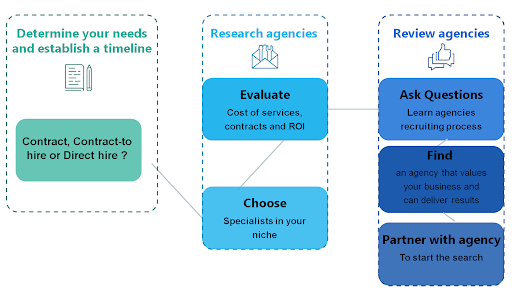 Determine your needs
and establish a timeline
Contract, Contract-to
hire or Direct hire ?
Research agencies
Evaluate
Cost of services,
contracts and ROI
Choose
Specialists in your
niche
Review agencies
Ask Questions
Learn agencies
recruiting process
Find
an agency that values
your business and
can deliver results
Partner with agency
To start the search